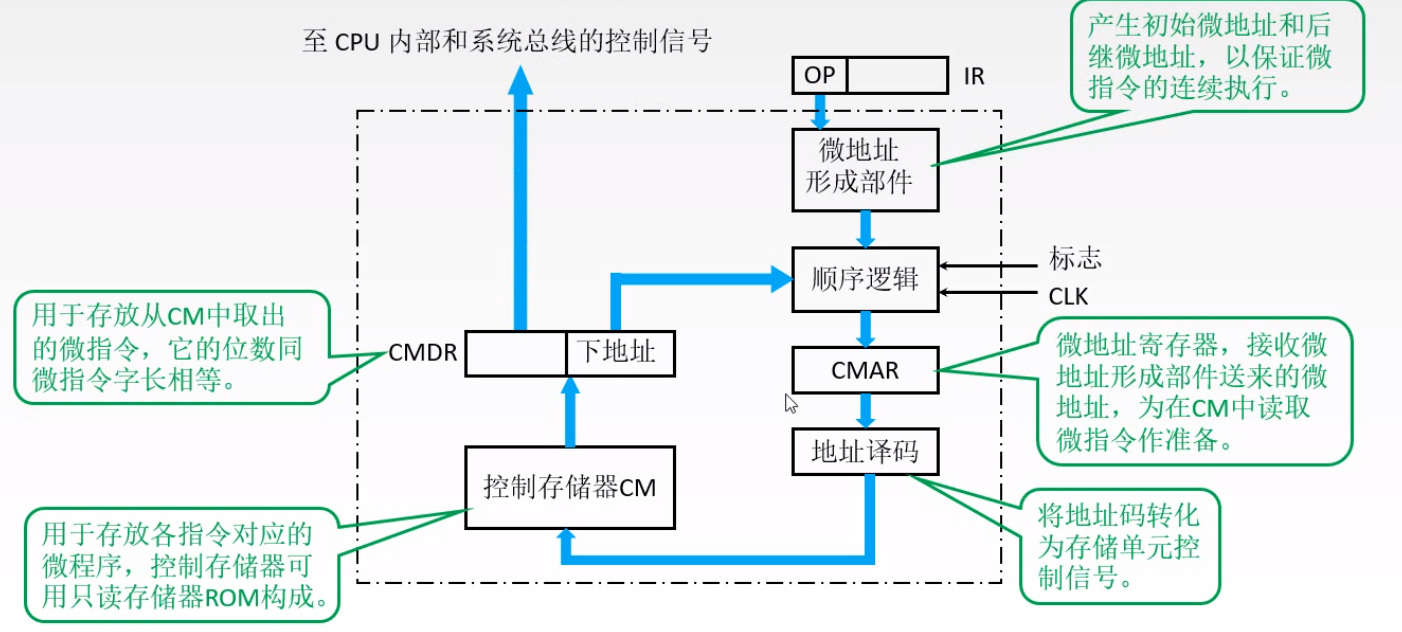 至 CPU 内部和系统总线的控制信号
OP
IR
产生初始微地址和后
继微地址，以保证微
指令的连续执行。
微地址
形成部件
顺序逻辑
标志
CLK
用于存放从CM中取出
的微指令，它的位数同
微指令字长相等。
CMDR
下地址
CMAR
微地址寄存器，接收微
地址形成部件送来的微
地址，为在CM中读取
微指令作准备。
地址译码
控制存储器CM
用于存放各指令对应的
微程序，控制存储器可
用只读存储器ROM构成。
将地址码转化
为存储单元控
制信号。